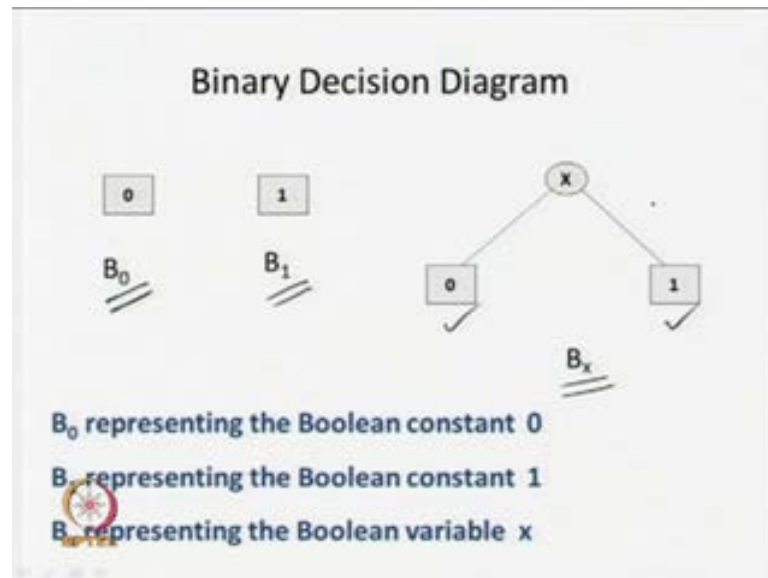 Binary Decision Diagram
X
0
1
0
1
B₀
B₁
Bₓ
B₀ representing the Boolean constant 0
representing the Boolean constant 1
representing the Boolean variable x